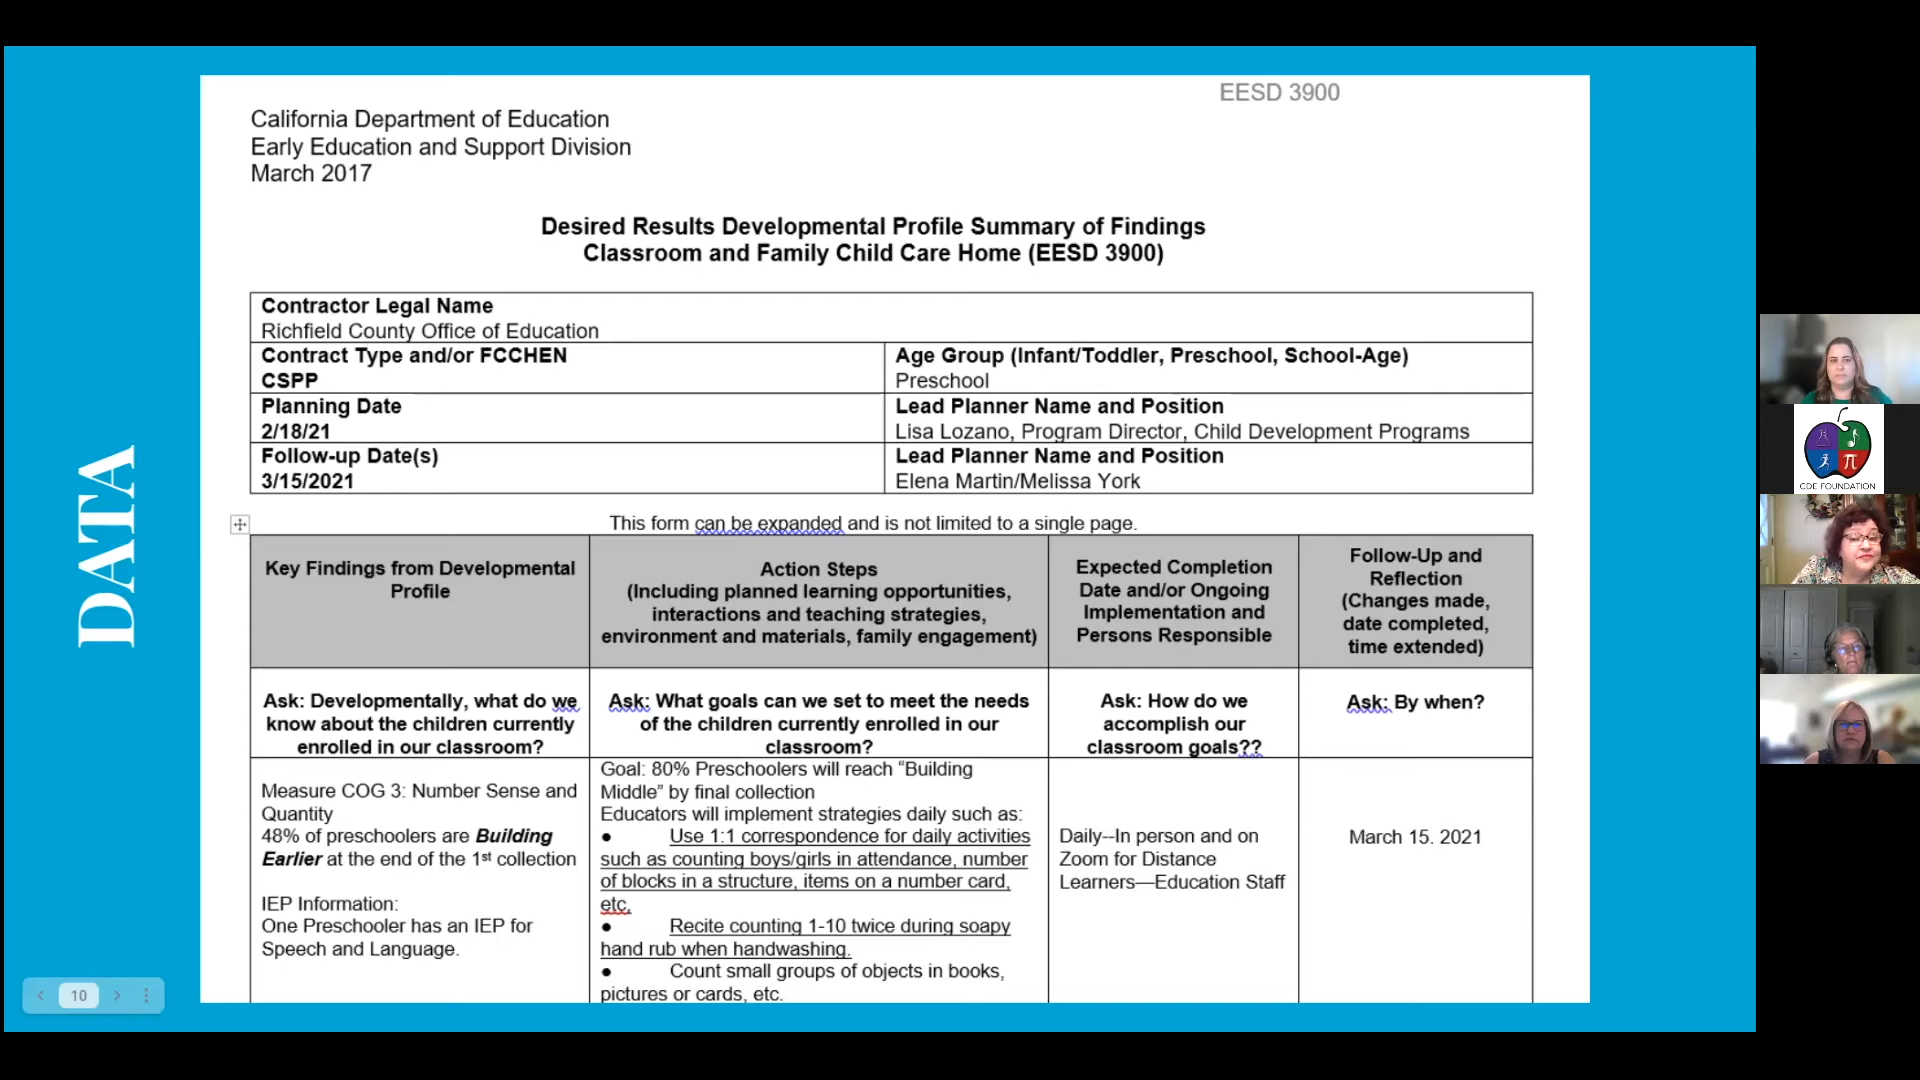 EESD 3900
California Department of Education
Early Education and Support Division
March 2017
Desired Results Developmental Profile Summary of Findings
Classroom and Family Child Care Home (EESD 3900)
Contractor Legal Name
Richfield County Office of Education
Contract Type and/or FCCHEN
CSPP
Age Group (Infant/Toddler, Preschool, School-Age)
Preschool
Planning Date
2/18/21
Lead Planner Name and Position
Lisa Lozano, Program Director, Child Development Programs
Follow-up Date(s)
3/15/2021
Lead Planner Name and Position
Elena Martin/Melissa York
This form can be expanded and is not limited to a single page.
Key Findings from Developmental
Profile
Action Steps
(Including planned learning opportunities,
interactions and teaching strategies,
environment and materials, family engagement)
Expected Completion
Date and/or Ongoing
Implementation and
Persons Responsible
Follow-Up and
Reflection
(Changes made,
date completed,
time extended)
Ask: Developmentally, what do we
know about the children currently
enrolled in our classroom?
Ask: What goals can we set to meet the needs
of the children currently enrolled in our
classroom?
Ask: How do we
accomplish our
classroom goals??
Ask: By when?
Measure COG 3: Number Sense and
Quantity
48% of preschoolers are Building
Earlier at the end of the 1st collection
IEP Information:
One Preschooler has an IEP for
Speech and Language.
Goal: 80% Preschoolers will reach “Building
Middle” by final collection
Educators will implement strategies daily such as:
● Use 1:1 correspondence for daily activities
such as counting boys/girls in attendance, number
of blocks in a structure, items on a number card,
etc,
● Recite counting 1-10 twice during soapy
hand rub when handwashing.
● Count small groups of objects in books,
pictures or cards, etc.
Daily--In person and on
Zoom for Distance
Learners—Education Staff
March 15. 2021
DATA
10
π
CDE FOUNDATION